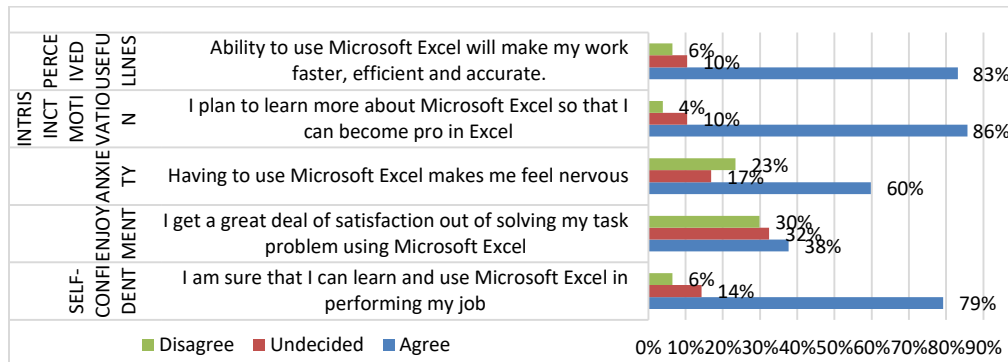 PERCE
IVED
USEFU
LLNES
Ability to use Microsoft Excel will make my work
faster, efficient and accurate.
6%
10%
83%
INTRIS
INCT
MOTI
VATIO
N
I plan to learn more about Microsoft Excel so that I
can become pro in Excel
4%
10%
86%
ANXIE
TY
Having to use Microsoft Excel makes me feel nervous
23%
17%
60%
ENJOY
MENT
I get a great deal of satisfaction out of solving my task
problem using Microsoft Excel
30%
32%
38%
SELF-
CONFI
DENT
I am sure that I can learn and use Microsoft Excel in
performing my job
6%
14%
79%
Disagree Undecided Agree
0% 10% 20% 30% 40% 50% 60% 70% 80% 90%